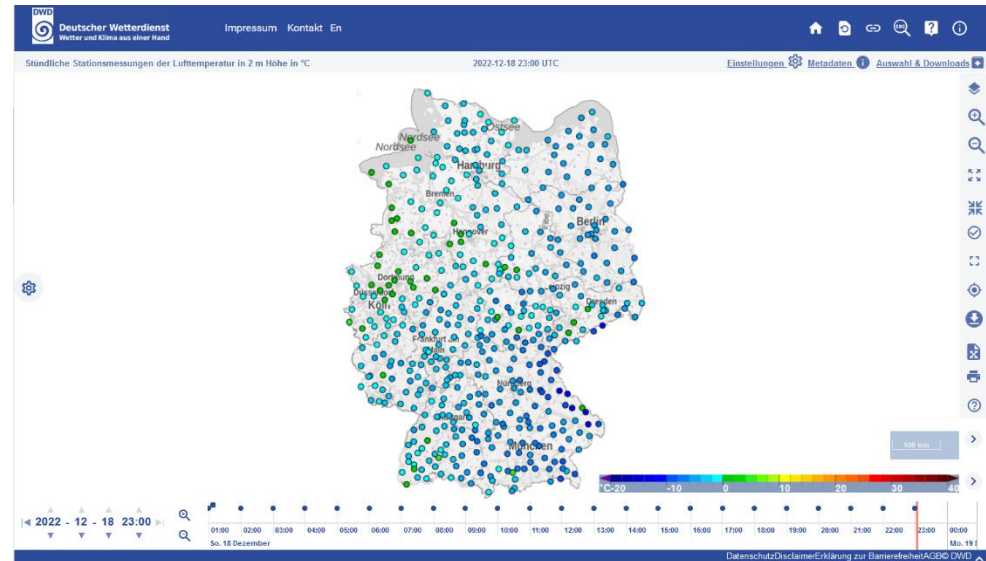 DWD
Deutscher Wetterdienst
Wetter und Klima aus einer Hand
Impressum Kontakt En
Stündliche Stationsmessungen der Lufttemperatur in 2 m Höhe in °C
2022-12-18 23:00 UTC
Einstellungen Metadaten Auswahl & Downloads
Ostsee
Nordsee
Nordsee
Hamburg
Bremen
Berlin
Hannover
Dortmund
Düsseldorf
Dresden
Köln
Frankfurt am
Main
Nürnberg
München
100 km
°C-20 -10 0 10 20 30 40
2022 - 12 - 18 23:00
01:00 02:00 03:00 04:00 05:00 06:00 07:00 08:00 09:00 10:00 11:00 12:00 13:00 14:00 15:00 16:00 17:00 18:00 19:00 20:00 21:00 22:00 23:00 00:00
So. 18 Dezember Mo. 19
DatenschutzDisclaimerErklärung zur BarrierefreiheitAGB© DWD